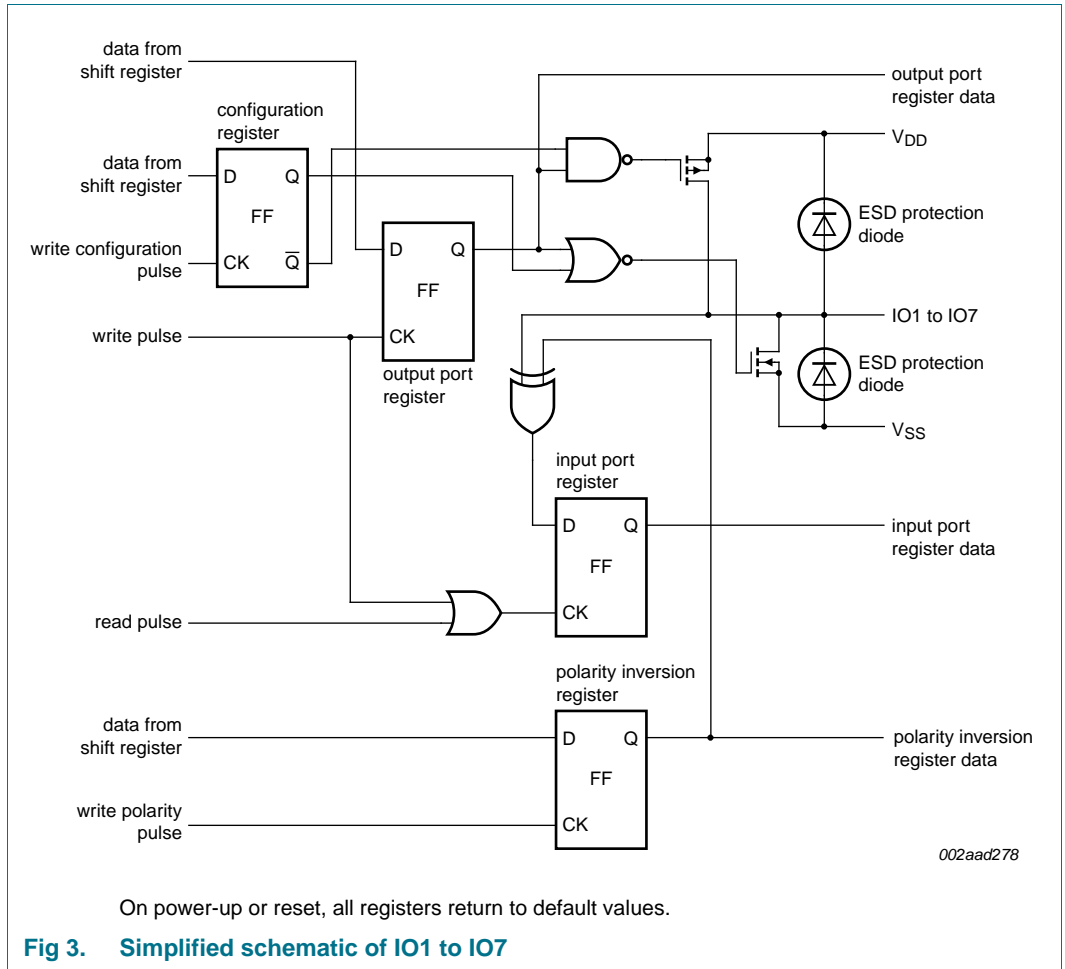 data from
shift register
output port
register data
configuration
register
V_DD
data from
shift register
D
Q
FF
CK
Q̅
write configuration
pulse
ESD protection
diode
D
Q
FF
CK
output port
register
write pulse
IO1 to IO7
ESD protection
diode
V_SS
input port
register
D
Q
FF
CK
input port
register data
read pulse
polarity inversion
register
data from
shift register
D
Q
FF
CK
polarity inversion
register data
write polarity
pulse
002aad278
On power-up or reset, all registers return to default values.
Fig 3. Simplified schematic of IO1 to IO7